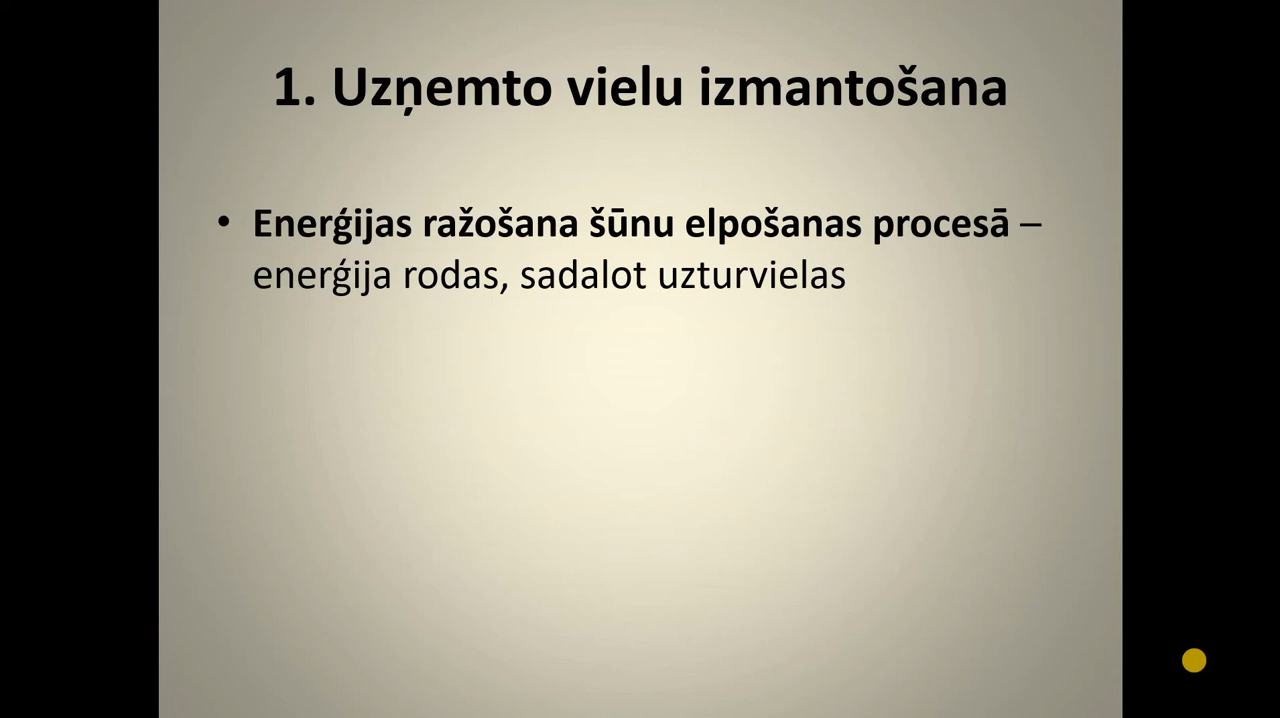 1. Uzņemto vielu izmantošana
• Enerģijas ražošana šūnu elpošanas procesā –
enerģija rodas, sadalot uzturvielas